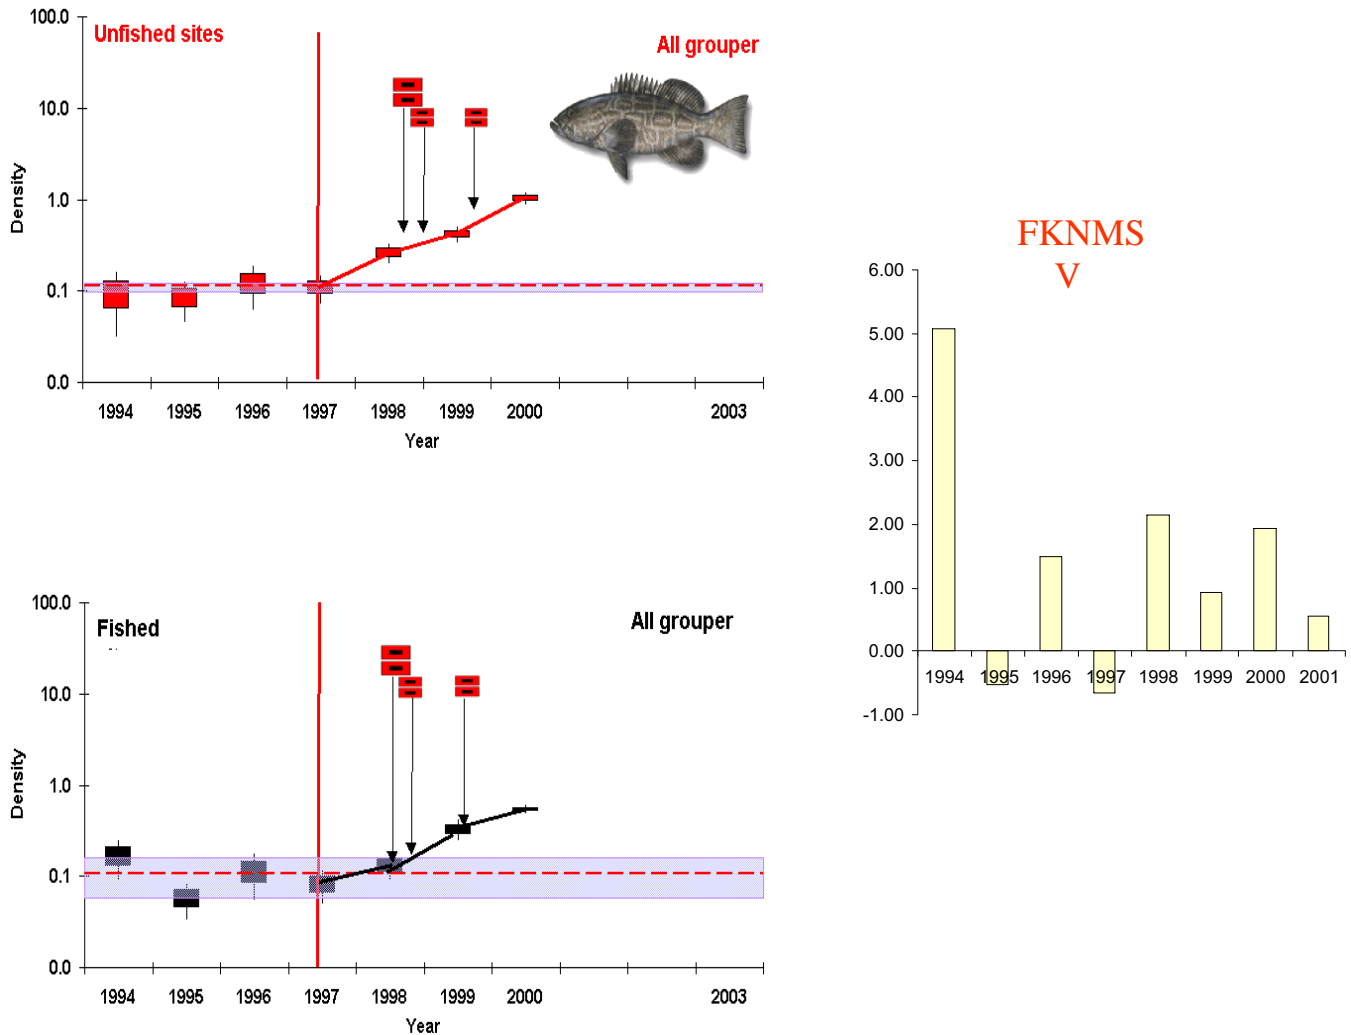 Unfished sites
All grouper
100.0
10.0
1.0
0.1
0.0
Density
1994 1995 1996 1997 1998 1999 2000 2003
Year
Fished
All grouper
100.0
10.0
1.0
0.1
0.0
Density
1994 1995 1996 1997 1998 1999 2000 2003
Year
FKNMS
V
6.00
5.00
4.00
3.00
2.00
1.00
0.00
-1.00
1994 1995 1996 1997 1998 1999 2000 2001